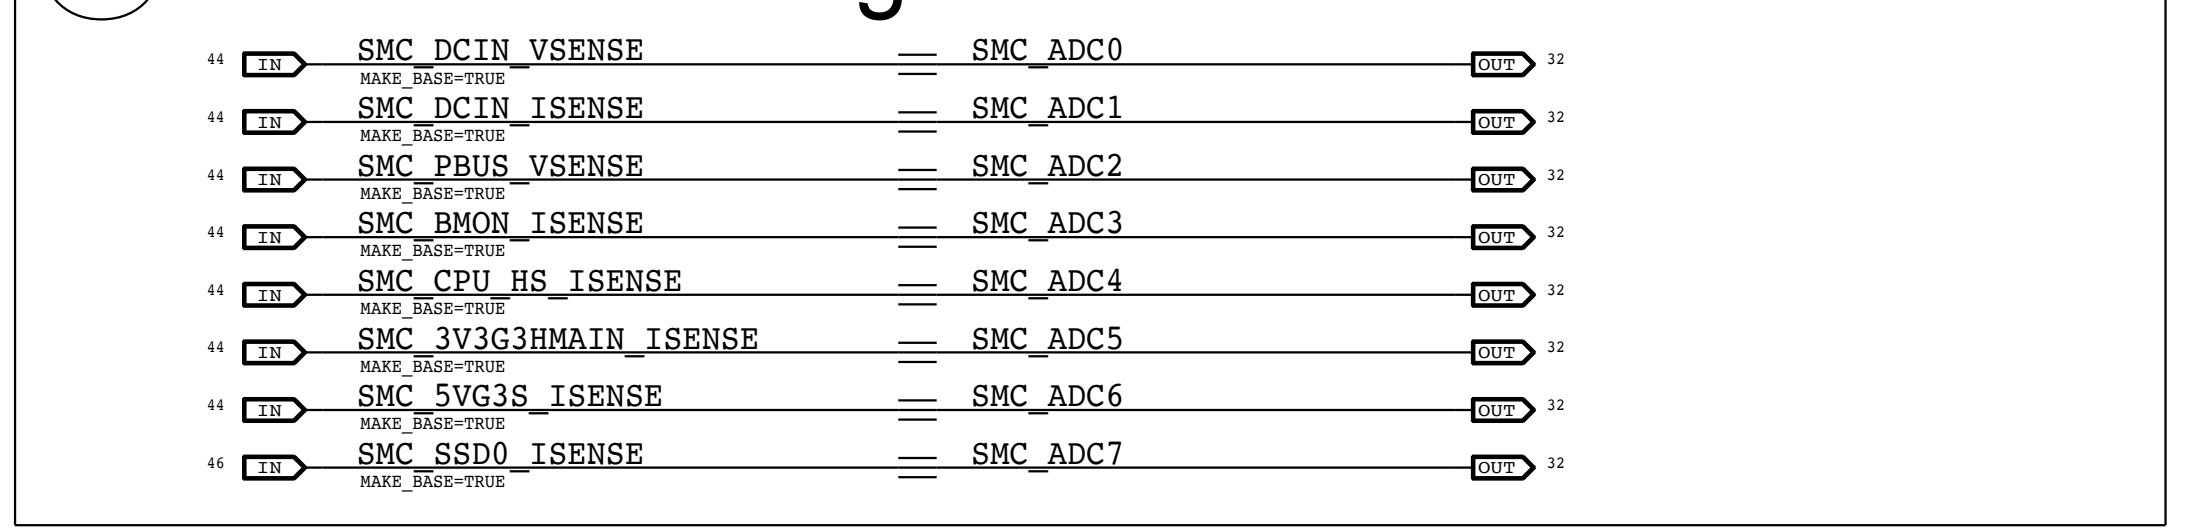 44 IN SMC_DCIN_VSENSE SMC_ADC0 OUT 32
MAKE_BASE=TRUE
44 IN SMC_DCIN_ISENSE SMC_ADC1 OUT 32
MAKE_BASE=TRUE
44 IN SMC_PBUS_VSENSE SMC_ADC2 OUT 32
MAKE_BASE=TRUE
44 IN SMC_BMON_ISENSE SMC_ADC3 OUT 32
MAKE_BASE=TRUE
44 IN SMC_CPU_HS_ISENSE SMC_ADC4 OUT 32
MAKE_BASE=TRUE
44 IN SMC_3V3G3HMAIN_ISENSE SMC_ADC5 OUT 32
MAKE_BASE=TRUE
44 IN SMC_5VG3S_ISENSE SMC_ADC6 OUT 32
MAKE_BASE=TRUE
46 IN SMC_SSD0_ISENSE SMC_ADC7 OUT 32
MAKE_BASE=TRUE